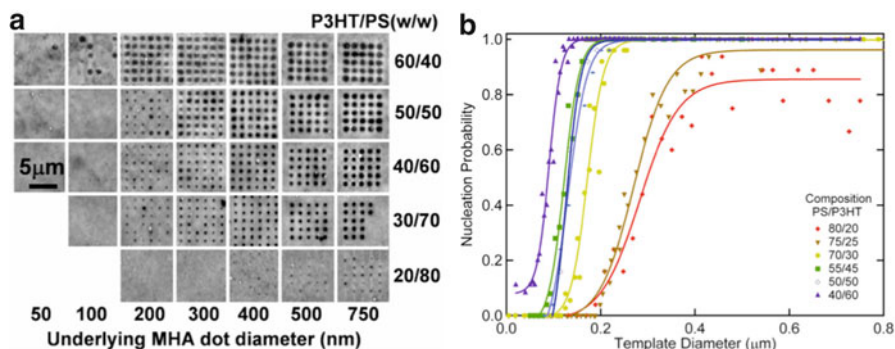 a
P3HT/PS(w/w)
60/40
50/50
5μm
40/60
30/70
20/80
50 100 200 300 400 500 750
Underlying MHA dot diameter (nm)
b
1.0
0.8
0.6
0.4
0.2
0.0
Nucleation Probability
Composition
PS/P3HT
80/20
75/25
70/30
55/45
50/50
40/60
0.0 0.2 0.4 0.6 0.8
Template Diameter (μm)